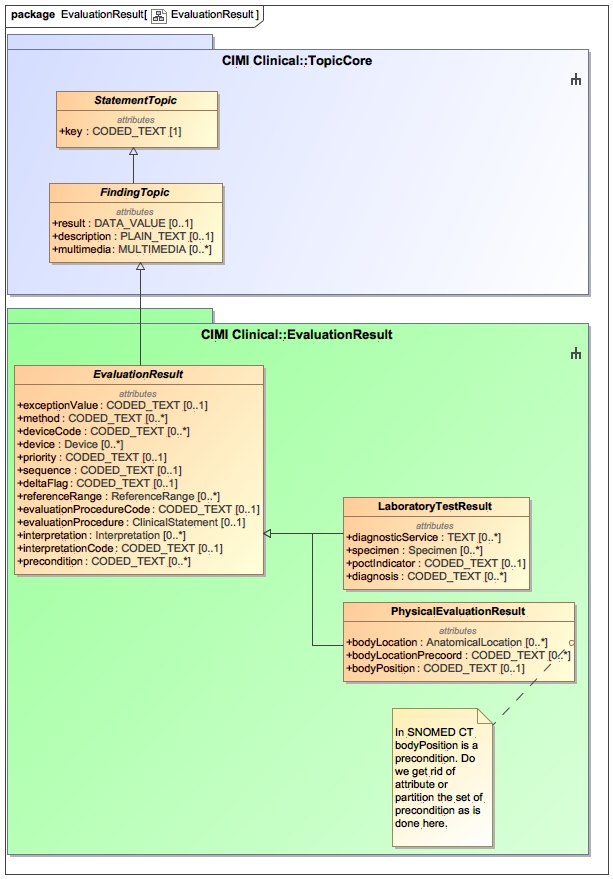 package EvaluationResult[ EvaluationResult ]
CIMI Clinical::TopicCore
StatementTopic
attributes
+key : CODED_TEXT [1]
FindingTopic
attributes
+result : DATA_VALUE [0..1]
+description : PLAIN_TEXT [0..1]
+multimedia: MULTIMEDIA [0..*]
CIMI Clinical::EvaluationResult
EvaluationResult
attributes
+exceptionValue : CODED_TEXT [0..1]
+method : CODED_TEXT [0..*]
+deviceCode : CODED_TEXT [0..*]
+device : Device [0..*]
+priority : CODED_TEXT [0..1]
+sequence : CODED_TEXT [0..1]
+deltaFlag : CODED_TEXT [0..1]
+referenceRange : ReferenceRange [0..*]
+evaluationProcedureCode : CODED_TEXT [0..1]
+evaluationProcedure : ClinicalStatement [0..1]
+interpretation : Interpretation [0..*]
+interpretationCode : CODED_TEXT [0..1]
+precondition : CODED_TEXT [0..*]
LaboratoryTestResult
attributes
+diagnosticService : TEXT [0..*]
+specimen : Specimen [0..*]
+poctIndicator : CODED_TEXT [0..1]
+diagnosis : CODED_TEXT [0..*]
PhysicalEvaluationResult
attributes
+bodyLocation : AnatomicalLocation [0..*]
+bodyLocationPrecoord : CODED_TEXT [0..*]
+bodyPosition : CODED_TEXT [0..1]
In SNOMED CT
bodyPosition is a
precondition. Do
we get rid of
attribute or
partition the set of
precondition as is
done here.